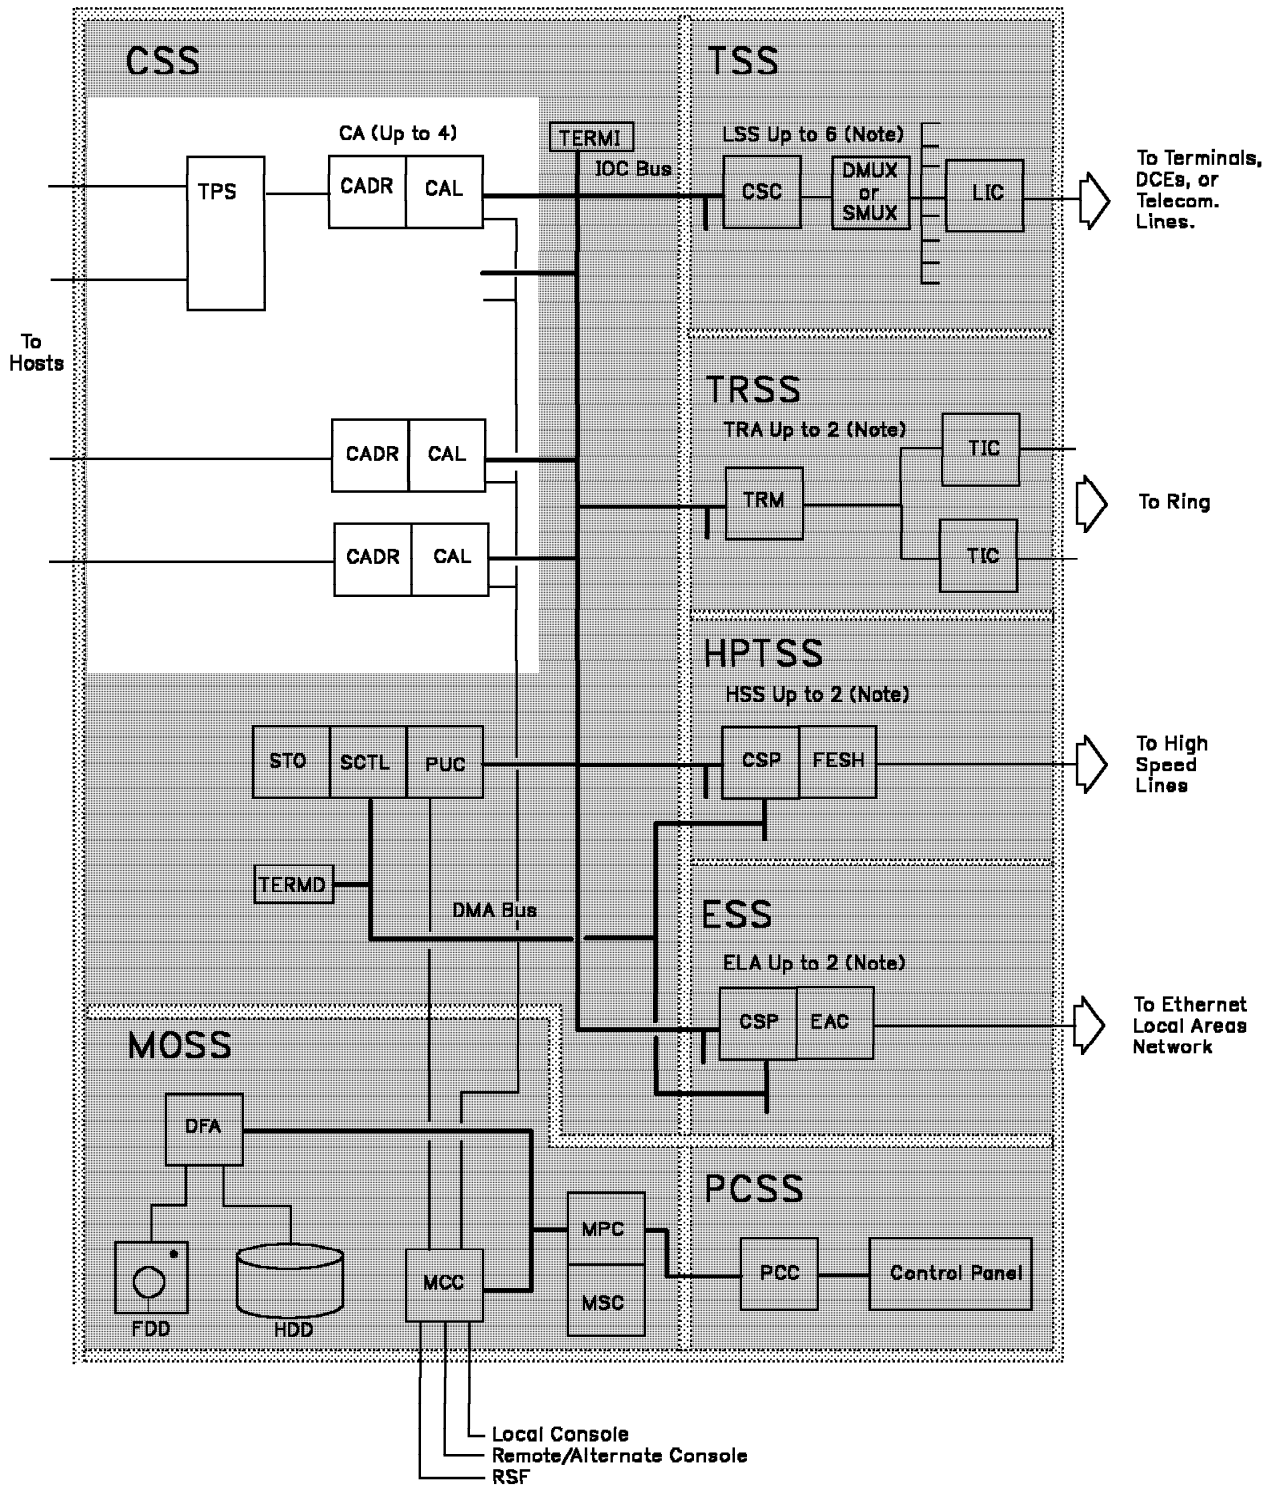 CSS
TSS
CA (Up to 4)
TERMI
LSS Up to 6 (Note)
IOC Bus
TPS
CADR
CAL
CSC
DMUX
or
SMUX
LIC
To Terminals,
DCEs, or
Telecom.
Lines.
To
Hosts
TRSS
TRA Up to 2 (Note)
CADR
CAL
TIC
TRM
To Ring
CADR
CAL
TIC
HPTSS
HSS Up to 2 (Note)
STO
SCTL
PUC
CSP
FESH
To High
Speed
Lines
TERMD
DMA Bus
ESS
ELA Up to 2 (Note)
CSP
EAC
To Ethernet
Local Areas
Network
MOSS
DFA
PCSS
MPC
MCC
MSC
PCC
Control Panel
FDD
HDD
Local Console
Remote/Alternate Console
RSF